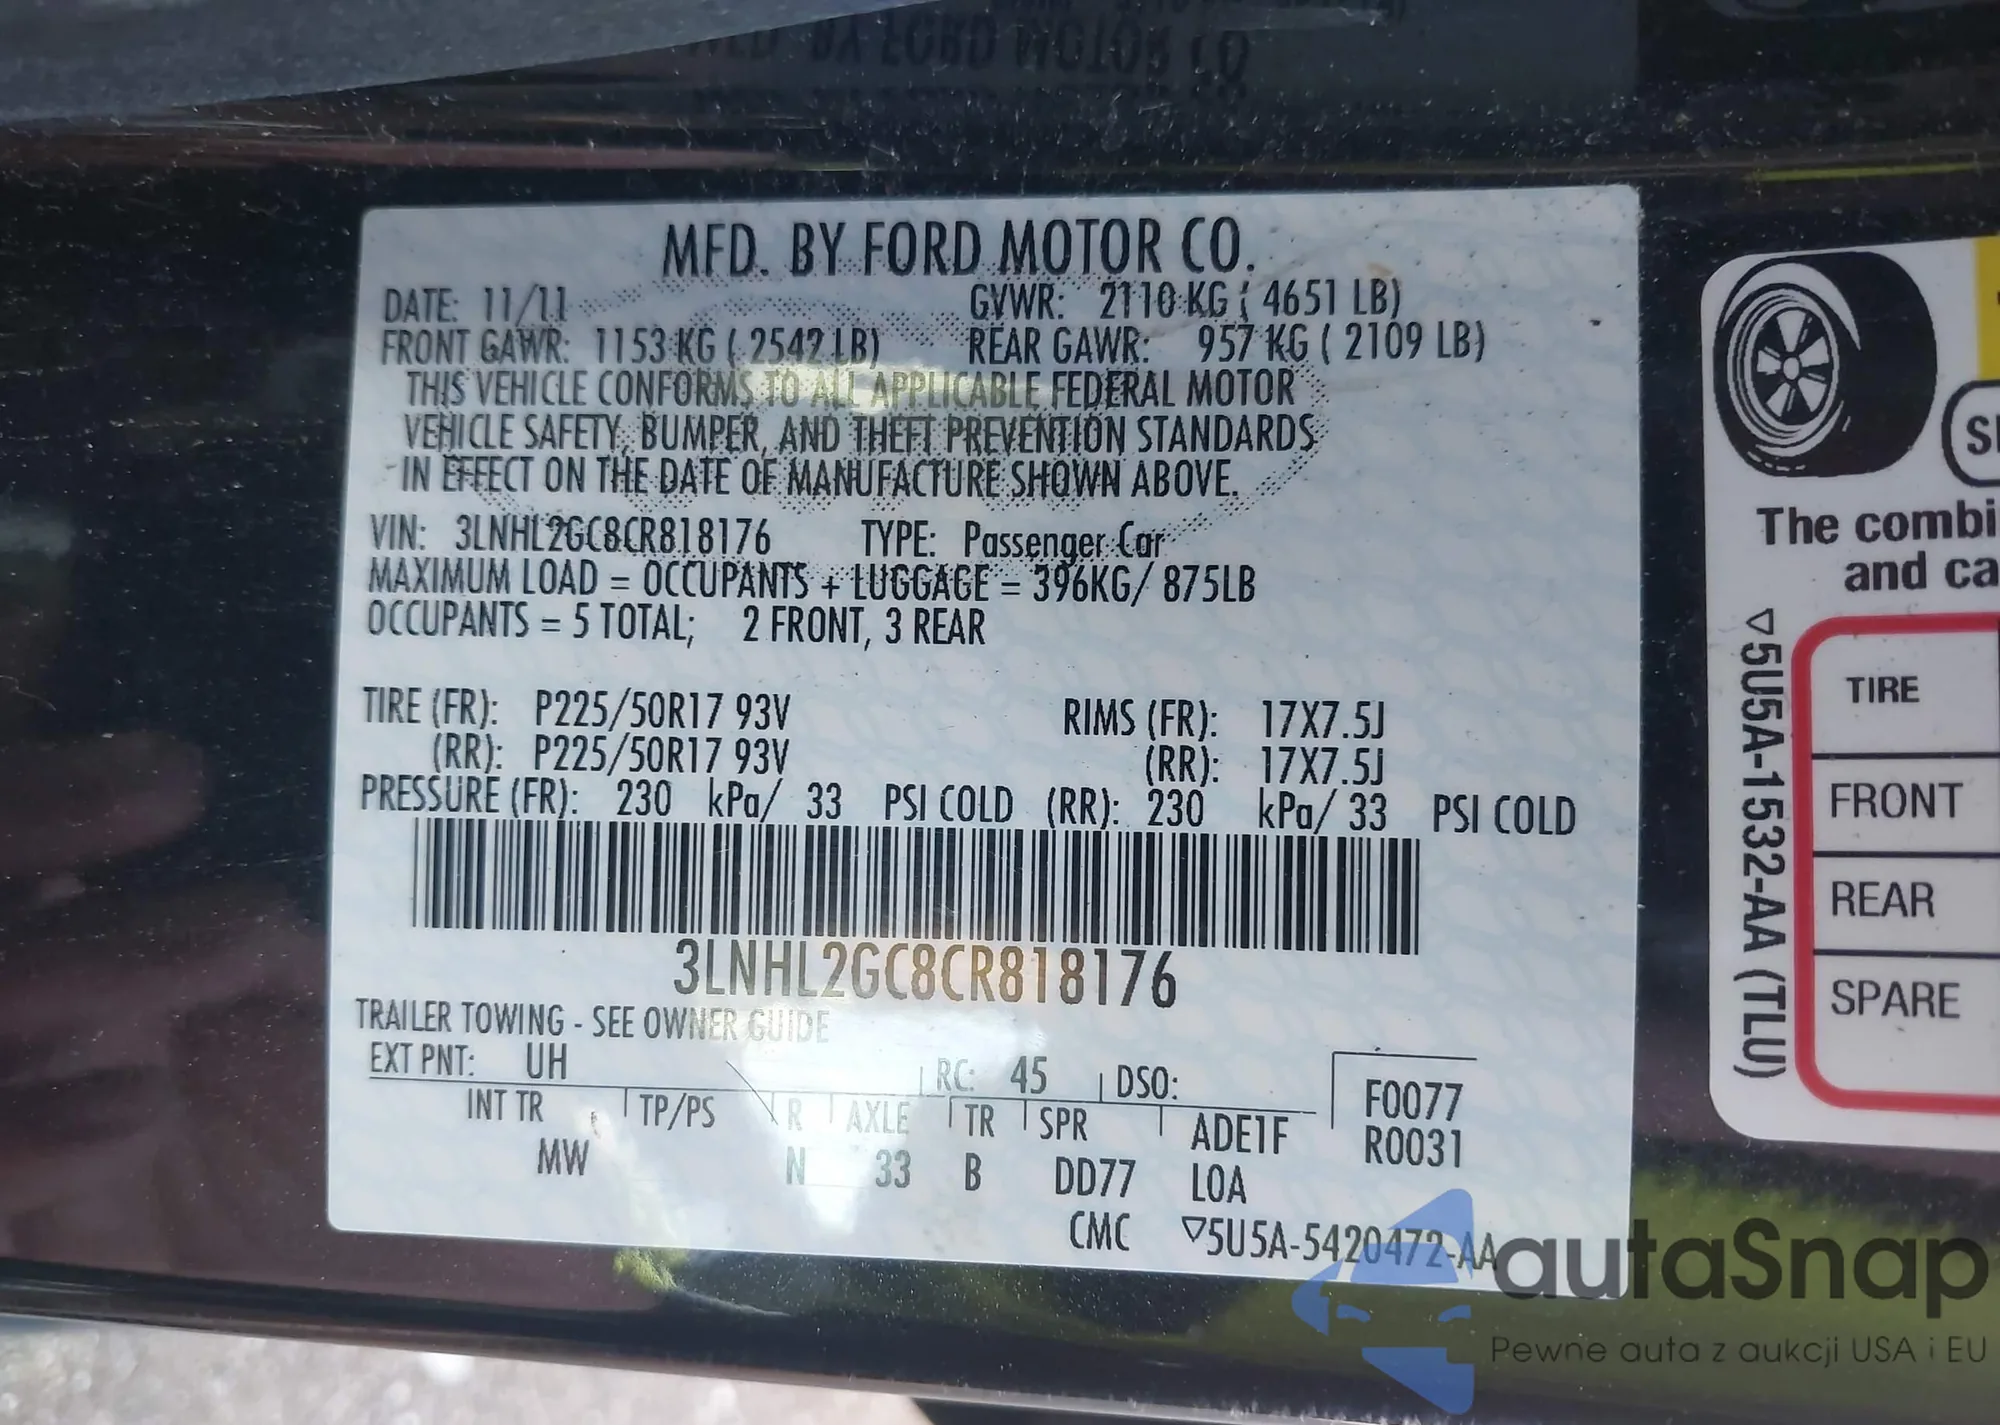 MFD. BY FORD MOTOR CO.
DATE: 11/11 GVWR: 2110 KG ( 4651 LB)
FRONT GAWR: 1153 KG ( 2542 LB) REAR GAWR: 957 KG ( 2109 LB)
THIS VEHICLE CONFORMS TO ALL APPLICABLE FEDERAL MOTOR
VEHICLE SAFETY, BUMPER, AND THEFT PREVENTION STANDARDS
IN EFFECT ON THE DATE OF MANUFACTURE SHOWN ABOVE.
VIN: 3LNHL2GC8CR818176 TYPE: Passenger Car
MAXIMUM LOAD = OCCUPANTS + LUGGAGE = 396KG/ 875LB
OCCUPANTS = 5 TOTAL; 2 FRONT, 3 REAR
TIRE (FR): P225/50R17 93V RIMS (FR): 17X7.5J
(RR): P225/50R17 93V (RR): 17X7.5J
PRESSURE (FR): 230 kPa/ 33 PSI COLD (RR): 230 kPa/ 33 PSI COLD
3LNHL2GC8CR818176
TRAILER TOWING - SEE OWNER GUIDE
EXT PNT: UH RC: 45 DSO: F0077
INT TR TP/PS R AXLE TR SPR ADE1F R0031
MW N 33 B DD77 LOA
CMC ▽5U5A-5420472-AA
The combi
and ca
TIRE
FRONT
REAR
SPARE
▽5U5A-1532-AA (TLU)
autaSnap
Pewne auta z aukcji USA i EU